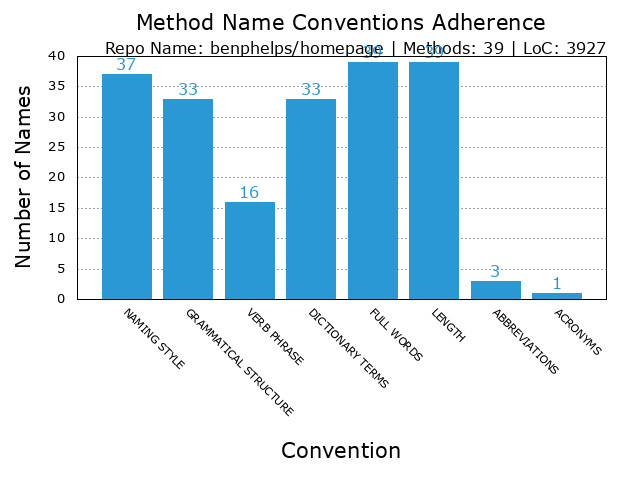 Method Name Conventions Adherence
Repo Name: benphelps/homepage | Methods: 39 | LoC: 3927
Number of Names
40
35
30
25
20
15
10
5
0
37
33
16
33
39
39
3
1
NAMING STYLE
GRAMMATICAL STRUCTURE
VERB PHRASE
DICTIONARY TERMS
FULL WORDS
LENGTH
ABBREVIATIONS
ACRONYMS
Convention